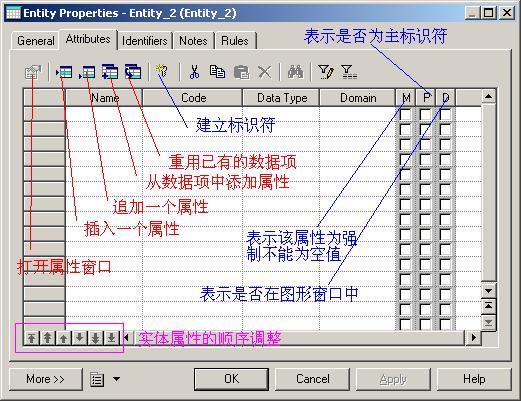 Entity Properties - Entity_2 (Entity_2)
General Attributes Identifiers Notes Rules
表示是否为主标识符
Name Code Data Type Domain M P D
建立标识符
重用已有的数据项
从数据项中添加属性
追加一个属性
插入一个属性
表示该属性为强
制不能为空值
打开属性窗口
表示是否在图形窗口中
实体属性的顺序调整
More >> OK Cancel Apply Help